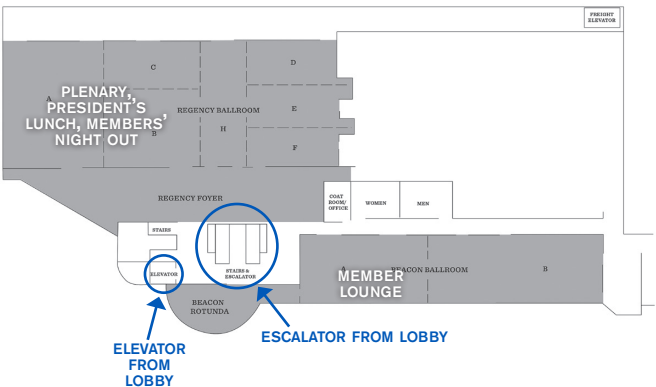 FREIGHT
ELEVATOR
C
D
PLENARY,
PRESIDENT'S
LUNCH, MEMBERS'
NIGHT OUT
A
REGENCY BALLROOM
E
B
H
F
REGENCY FOYER
COAT
ROOM/
OFFICE
WOMEN
MEN
STAIRS
ELEVATOR
STAIRS &
ESCALATOR
A
BEACON BALLROOM
B
MEMBER
LOUNGE
BEACON
ROTUNDA
ESCALATOR FROM LOBBY
ELEVATOR
FROM
LOBBY